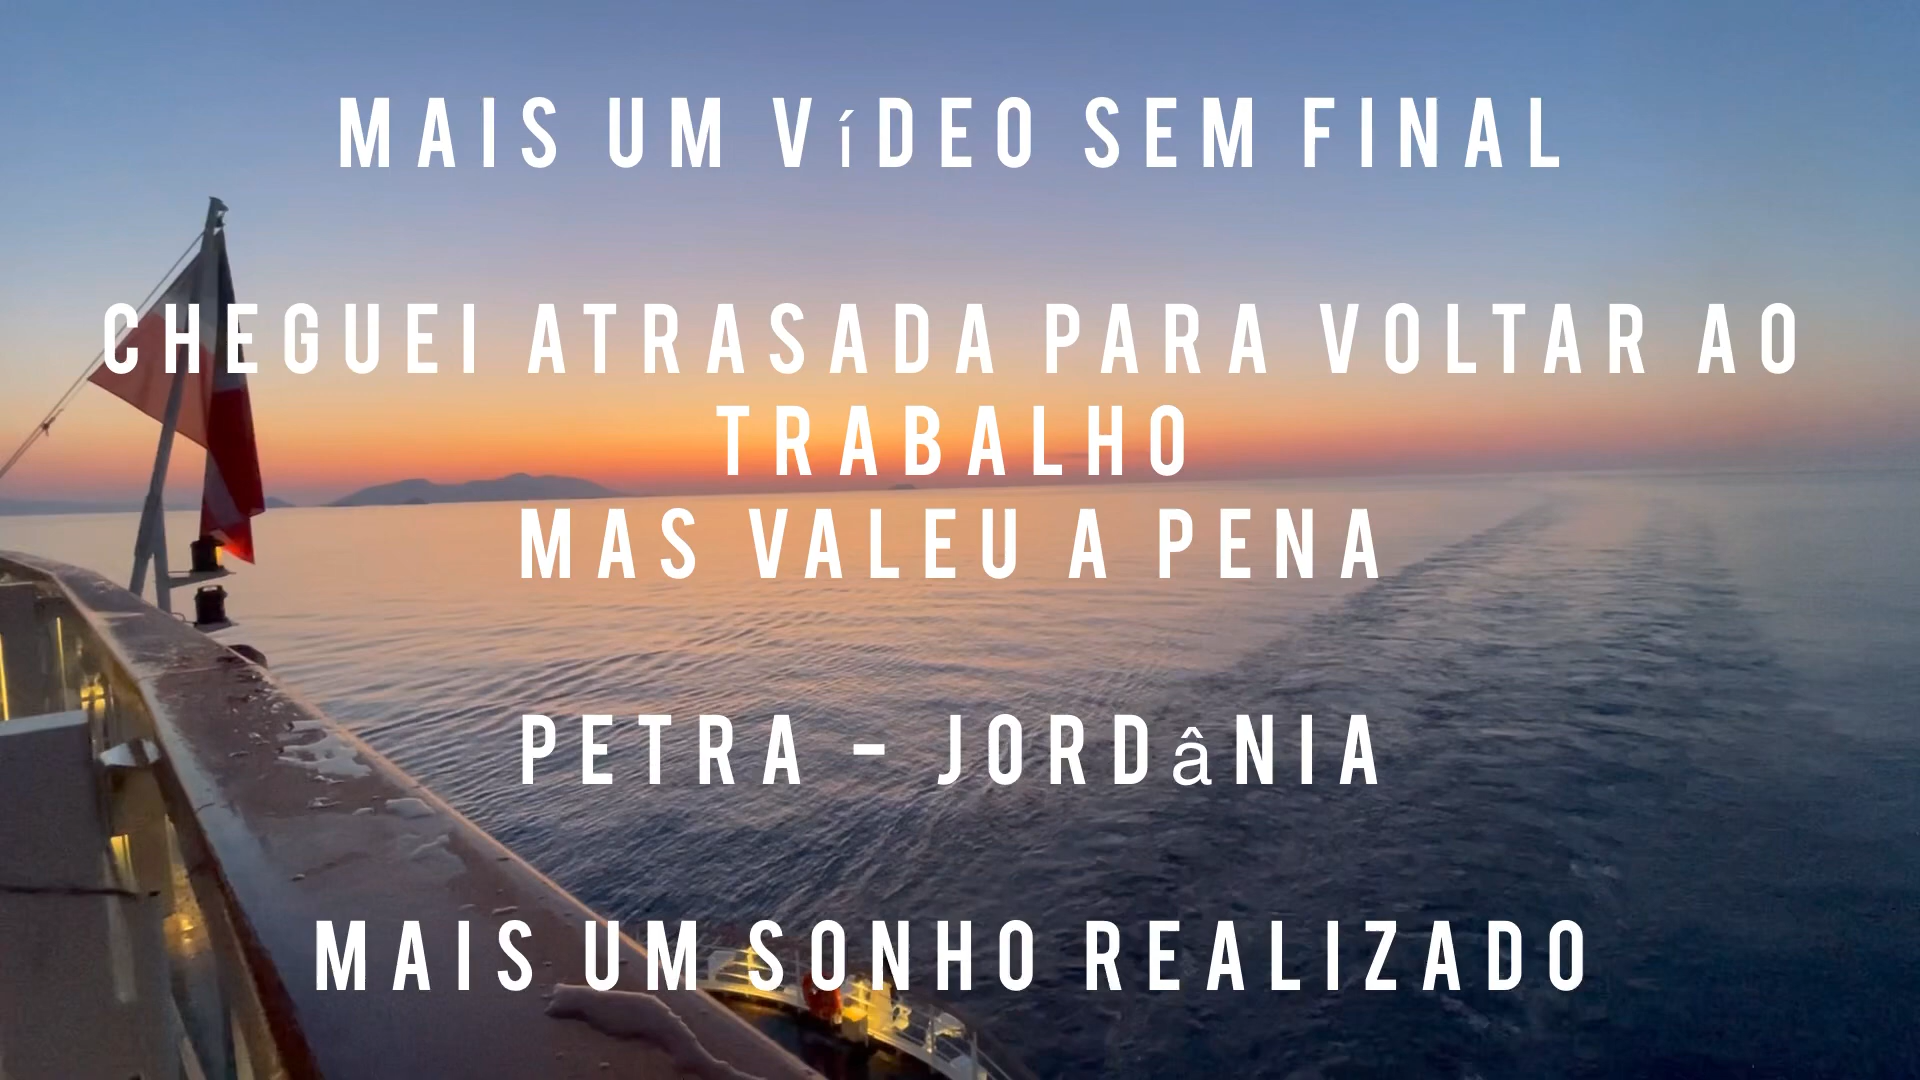 MAIS UM VíDEO SEM FINAL
CHEGUEI ATRASADA PARA VOLTAR AO
TRABALHO
MAS VALEU A PENA
PETRA - JORDâNIA
MAIS UM SONHO REALIZADO